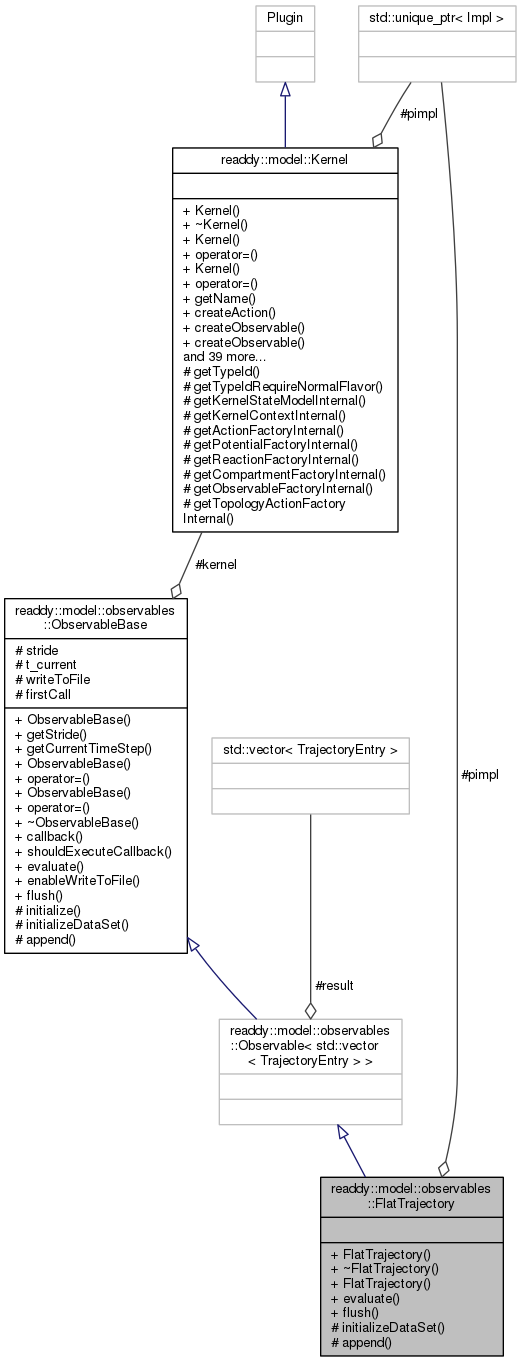 Plugin
std::unique_ptr< Impl >
#pimpl
readdy::model::Kernel
+ Kernel()
+ ~Kernel()
+ Kernel()
+ operator=()
+ Kernel()
+ operator=()
+ getName()
+ createAction()
+ createObservable()
+ createObservable()
and 39 more...
# getTypeId()
# getTypeIdRequireNormalFlavor()
# getKernelStateModelInternal()
# getKernelContextInternal()
# getActionFactoryInternal()
# getPotentialFactoryInternal()
# getReactionFactoryInternal()
# getCompartmentFactoryInternal()
# getObservableFactoryInternal()
# getTopologyActionFactory
Internal()
#kernel
readdy::model::observables
::ObservableBase
# stride
# t_current
# writeToFile
# firstCall
+ ObservableBase()
+ getStride()
+ getCurrentTimeStep()
+ ObservableBase()
+ operator=()
+ ObservableBase()
+ operator=()
+ ~ObservableBase()
+ callback()
+ shouldExecuteCallback()
+ evaluate()
+ enableWriteToFile()
+ flush()
# initialize()
# initializeDataSet()
# append()
std::vector< TrajectoryEntry >
#pimpl
#result
readdy::model::observables
::Observable< std::vector
< TrajectoryEntry > >
readdy::model::observables
::FlatTrajectory
+ FlatTrajectory()
+ ~FlatTrajectory()
+ FlatTrajectory()
+ evaluate()
+ flush()
# initializeDataSet()
# append()